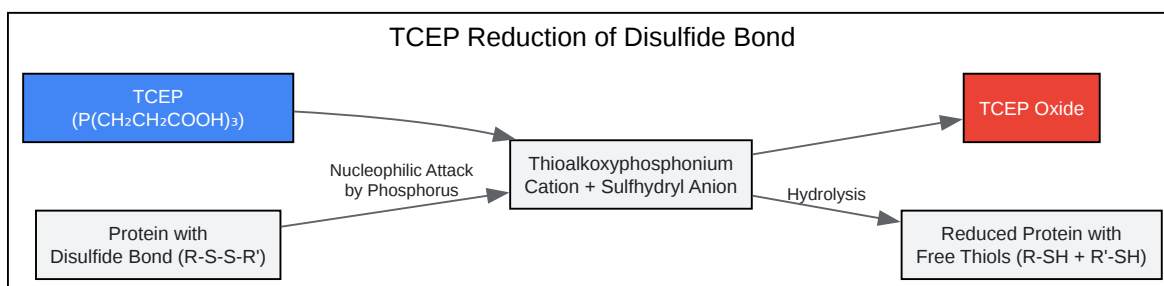 TCEP Reduction of Disulfide Bond
TCEP
(P(CH₂CH₂COOH)₃)
TCEP Oxide
Thioalkoxyphosphonium
Cation + Sulfhydryl Anion
Nucleophilic Attack
by Phosphorus
Hydrolysis
Protein with
Disulfide Bond (R-S-S-R')
Reduced Protein with
Free Thiols (R-SH + R'-SH)